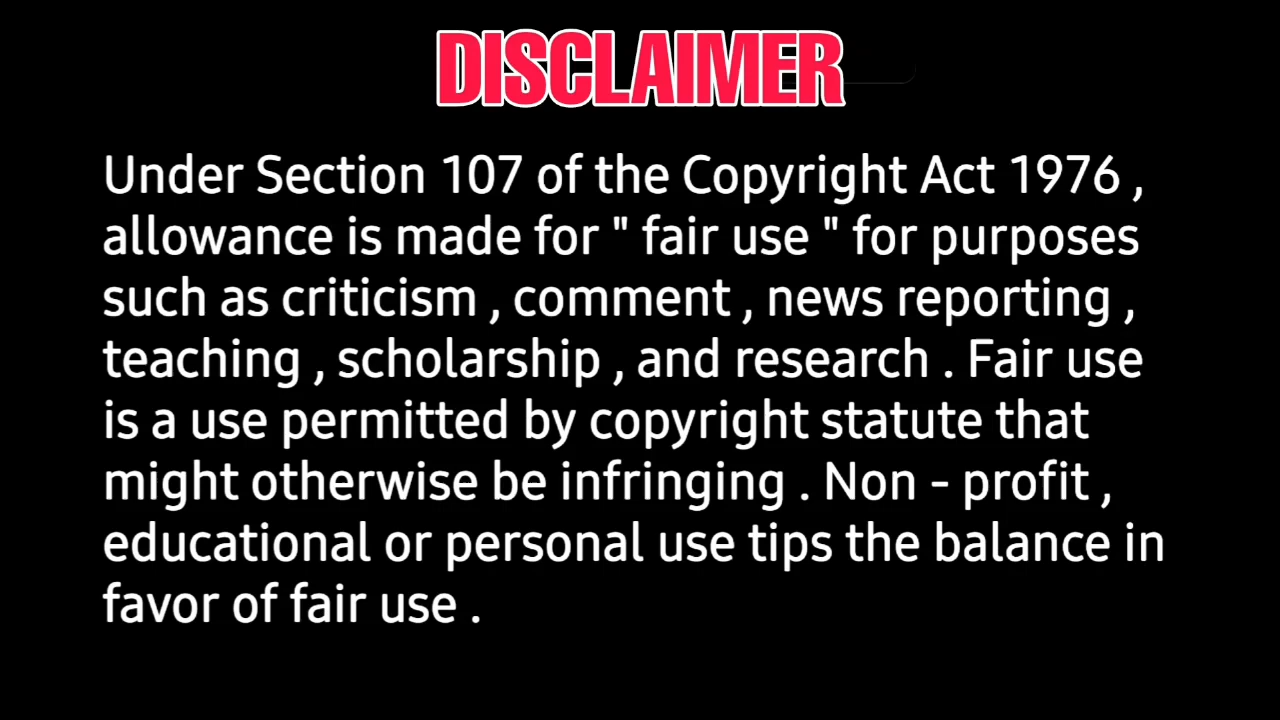 DISCLAIMER
Under Section 107 of the Copyright Act 1976 ,
allowance is made for " fair use " for purposes
such as criticism , comment , news reporting ,
teaching , scholarship , and research . Fair use
is a use permitted by copyright statute that
might otherwise be infringing . Non - profit ,
educational or personal use tips the balance in
favor of fair use .